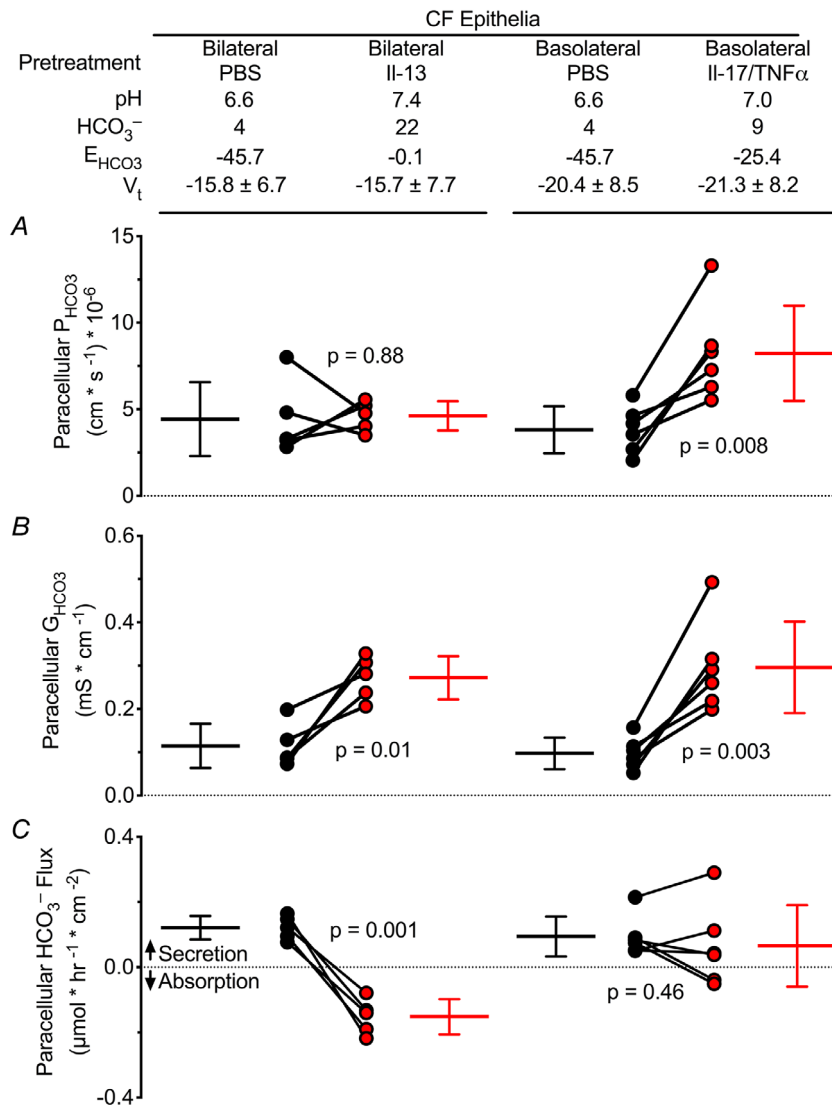 CF Epithelia
Pretreatment
Bilateral PBS
Bilateral Il-13
Basolateral PBS
Basolateral Il-17/TNFα
pH 6.6 7.4 6.6 7.0
HCO3− 4 22 4 9
EHCO3 -45.7 -0.1 -45.7 -25.4
Vt -15.8 ± 6.7 -15.7 ± 7.7 -20.4 ± 8.5 -21.3 ± 8.2
A
Paracellular PHCO3
(cm * s-1) * 10-6
15
10
5
0
p = 0.88
p = 0.008
B
Paracellular GHCO3
(mS * cm-1)
0.6
0.4
0.2
0.0
p = 0.01
p = 0.003
C
Paracellular HCO3− Flux
(µmol * hr-1 * cm-2)
0.4
0.0
-0.4
Secretion
Absorption
p = 0.001
p = 0.46